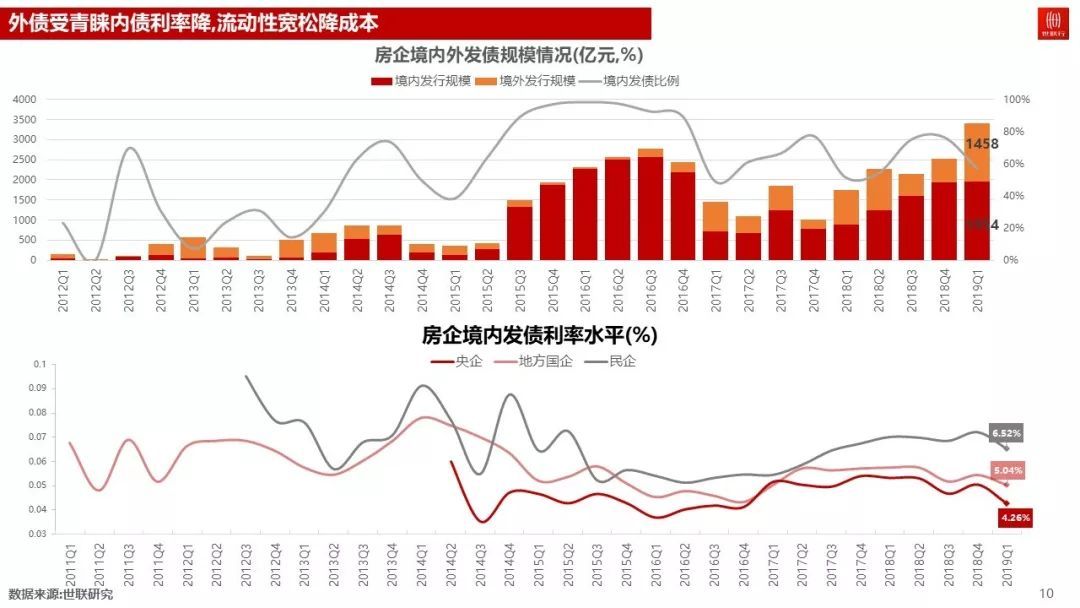 外债受青睐内债利率降,流动性宽松降成本
世联行
房企境内外发债规模情况(亿元,%)
境内发行规模 境外发行规模 境内发债比例
4000 100%
3500
3000 80%
2500 60%
2000
1500 40%
1000 20%
500
0 0%
1458
2012Q1 2012Q2 2012Q3 2012Q4 2013Q1 2013Q2 2013Q3 2013Q4 2014Q1 2014Q2 2014Q3 2014Q4 2015Q1 2015Q2 2015Q3 2015Q4 2016Q1 2016Q2 2016Q3 2016Q4 2017Q1 2017Q2 2017Q3 2017Q4 2018Q1 2018Q2 2018Q3 2018Q4 2019Q1
房企境内发债利率水平(%)
央企 地方国企 民企
0.1
0.09
0.08
0.07
0.06
0.05
0.04
0.03
6.52%
5.04%
4.26%
2011Q1 2011Q2 2011Q3 2011Q4 2012Q1 2012Q2 2012Q3 2012Q4 2013Q1 2013Q2 2013Q3 2013Q4 2014Q1 2014Q2 2014Q3 2014Q4 2015Q1 2015Q2 2015Q3 2015Q4 2016Q1 2016Q2 2016Q3 2016Q4 2017Q1 2017Q2 2017Q3 2017Q4 2018Q1 2018Q2 2018Q3 2018Q4 2019Q1
数据来源:世联研究
10